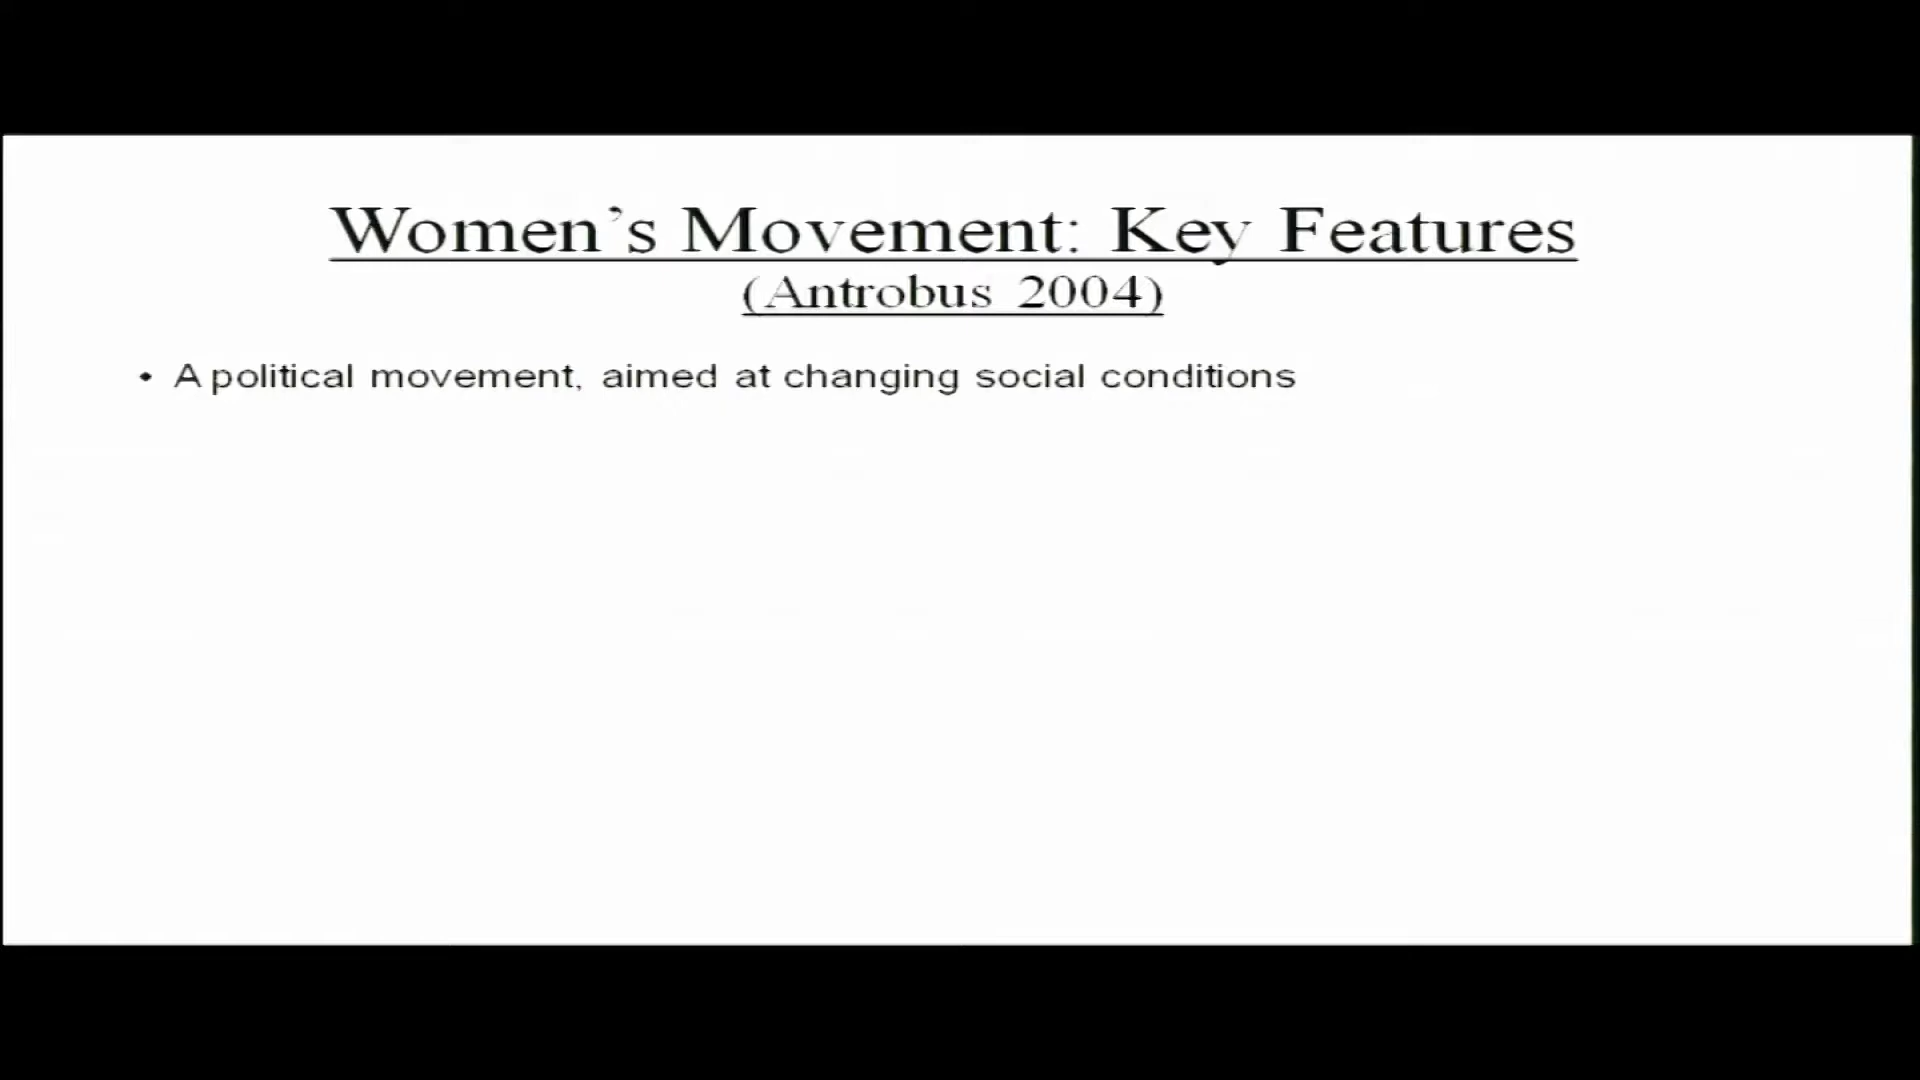 Women’s Movement: Key Features
(Antrobus 2004)
• A political movement, aimed at changing social conditions